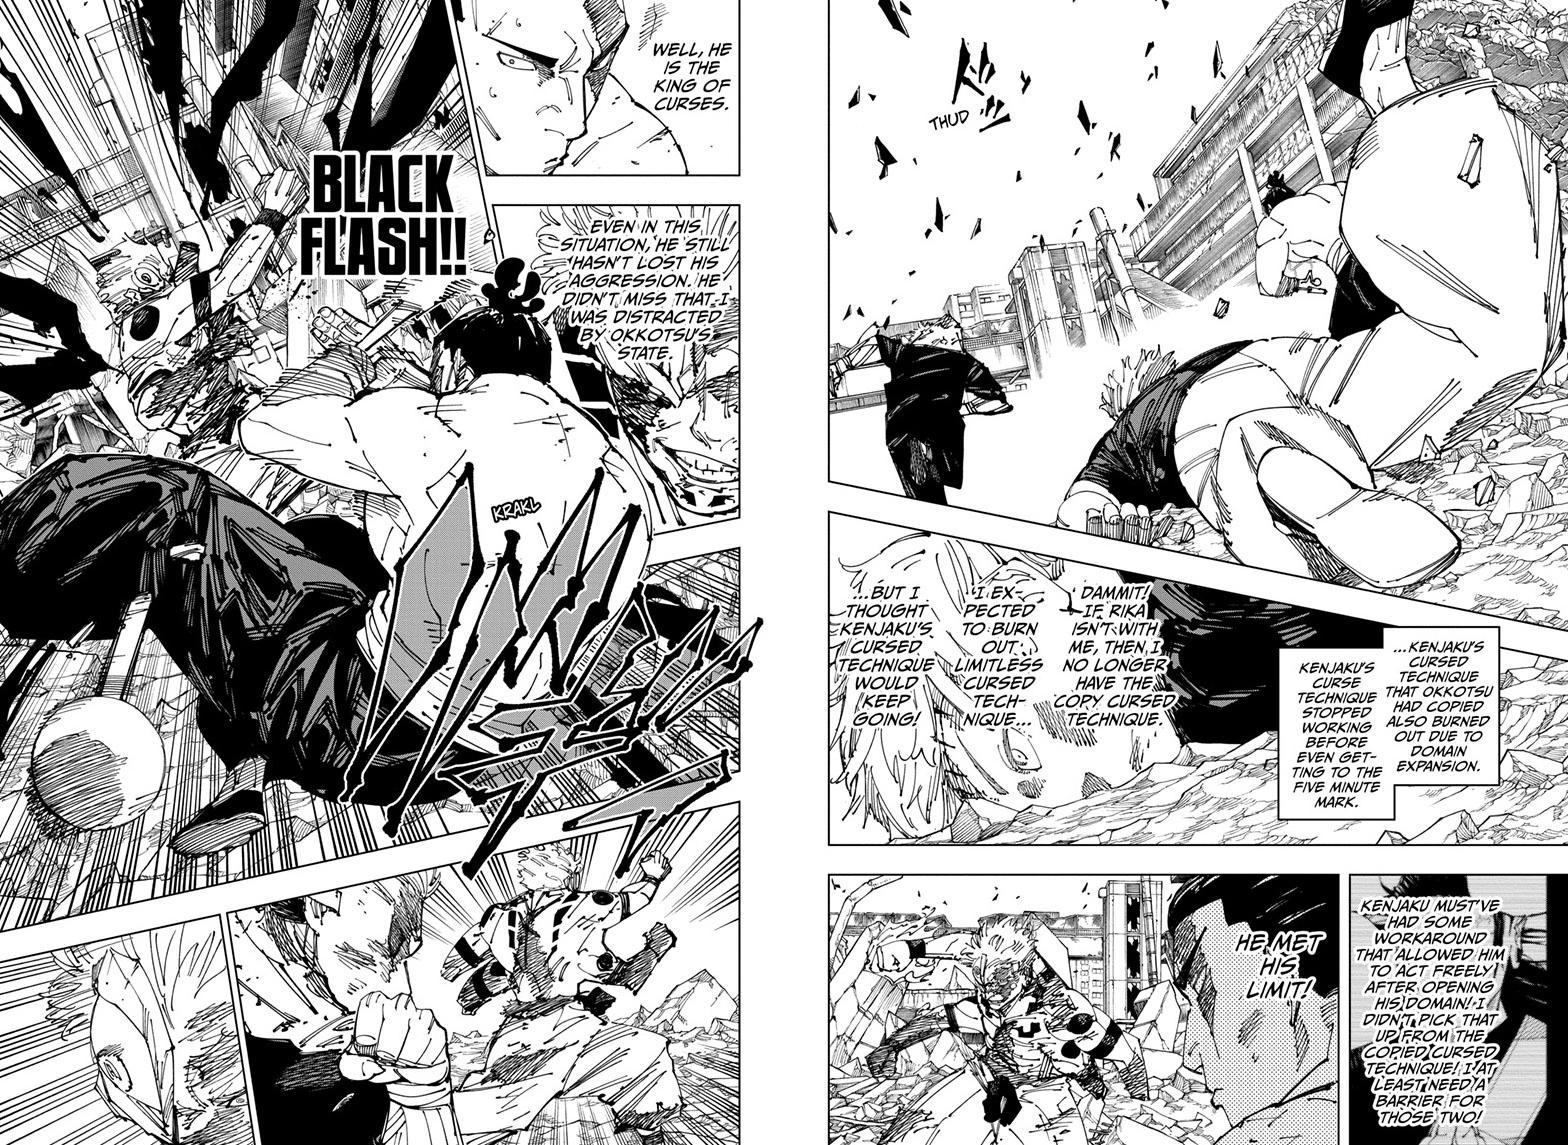 THUD
...KENJAKU'S
CURSED
TECHNIQUE
THAT OKKOTSU
HAD COPIED
ALSO BURNED
OUT DUE TO
DOMAIN
EXPANSION.
KENJAKU'S
CURSE
TECHNIQUE
STOPPED
WORKING
BEFORE
EVEN GET-
TING TO THE
FIVE MINUTE
MARK.
DAMMIT!
IF RIKA
ISN'T WITH
ME, THEN I
NO LONGER
HAVE THE
COPY CURSED
TECHNIQUE.
I EX-
PECTED
TO BURN
OUT
LIMITLESS
CURSED
TECH-
NIQUE...
...BUT I
THOUGHT
KENJAKU'S
CURSED
TECHNIQUE
WOULD
KEEP
GOING!
KENJAKU MUST'VE
HAD SOME
WORKAROUND
THAT ALLOWED HIM
TO ACT FREELY
AFTER OPENING
HIS DOMAIN! I
DIDN'T PICK THAT
UP FROM THE
COPIED CURSED
TECHNIQUE! I AT
LEAST NEED A
BARRIER FOR
THOSE TWO!
HE MET
HIS
LIMIT!
WELL, HE
IS THE
KING OF
CURSES.
EVEN IN THIS
SITUATION, HE STILL
HASN'T LOST HIS
AGGRESSION. HE
DIDN'T MISS THAT I
WAS DISTRACTED
BY OKKOTSU'S
STATE.
BLACK
FLASH!!
KRAKL